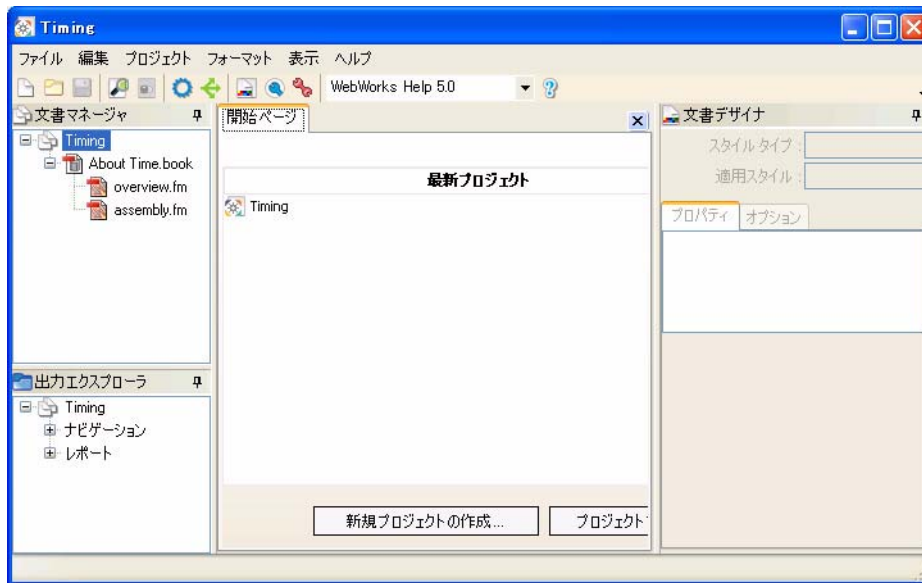 Timing
ファイル 編集 プロジェクト フォーマット 表示 ヘルプ
WebWorks Help 5.0
文書マネージャ
Timing
About Time.book
overview.fm
assembly.fm
出力エクスプローラ
Timing
ナビゲーション
レポート
開始ページ
最新プロジェクト
Timing
新規プロジェクトの作成...
プロジェクト
文書デザイナ
スタイル タイプ :
適用スタイル :
プロパティ オプション